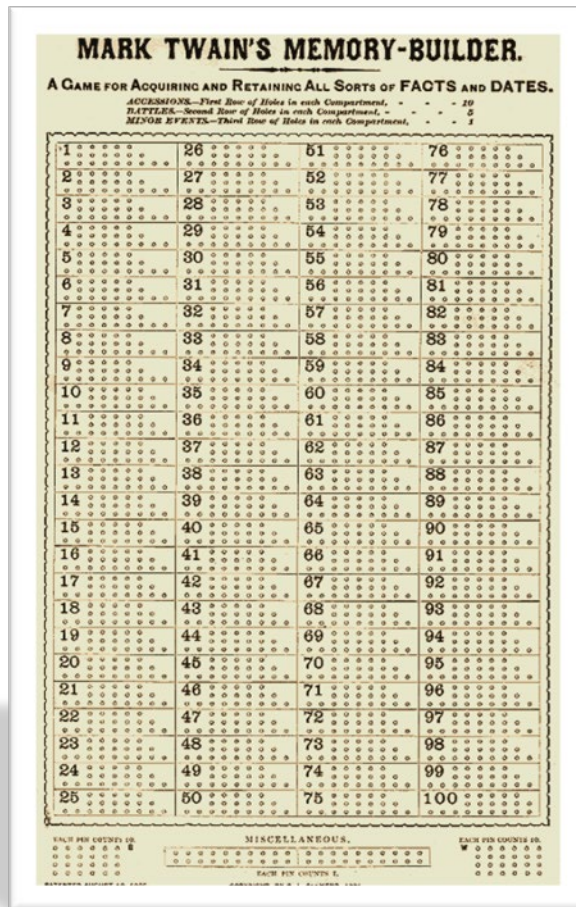 MARK TWAIN'S MEMORY-BUILDER.
A GAME FOR ACQUIRING AND RETAINING ALL SORTS OF FACTS AND DATES.
ACCESSIONS.—First Row of Holes in each Compartment, - - - 10
BATTLES.—Second Row of Holes in each Compartment, - - - 5
MINOR EVENTS.—Third Row of Holes in each Compartment, - - 1
1 26 51 76
2 27 52 77
3 28 53 78
4 29 54 79
5 30 55 80
6 31 56 81
7 32 57 82
8 33 58 83
9 34 59 84
10 35 60 85
11 36 61 86
12 37 62 87
13 38 63 88
14 39 64 89
15 40 65 90
16 41 66 91
17 42 67 92
18 43 68 93
19 44 69 94
20 45 70 95
21 46 71 96
22 47 72 97
23 48 73 98
24 49 74 99
25 50 75 100
EACH PIN COUNTS 10. MISCELLANEOUS. EACH PIN COUNTS 10.
EACH PIN COUNTS 1.